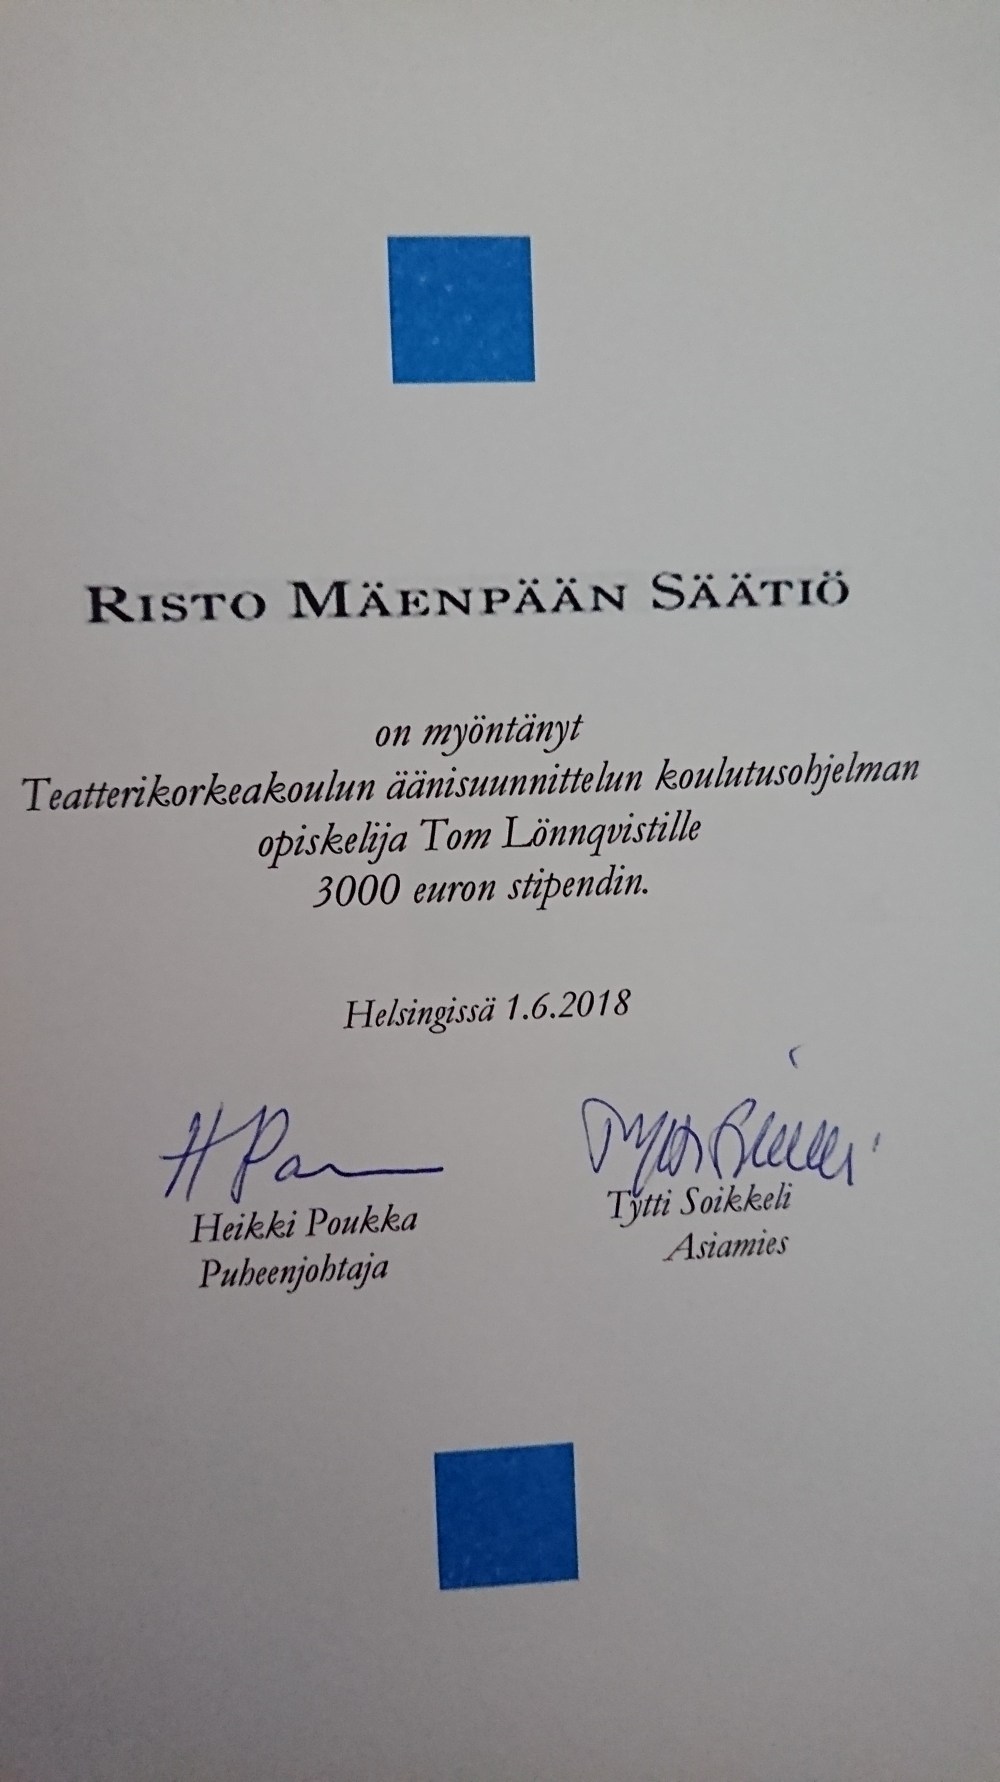 RISTO MÄENPÄÄN SÄÄTIÖ
on myöntänyt
Teatterikorkeakoulun äänisuunnittelun koulutusohjelman
opiskelija Tom Lönnqvistille
3000 euron stipendin.
Helsingissä 1.6.2018
Heikki Poukka
Puheenjohtaja
Tytti Soikkeli
Asiamies